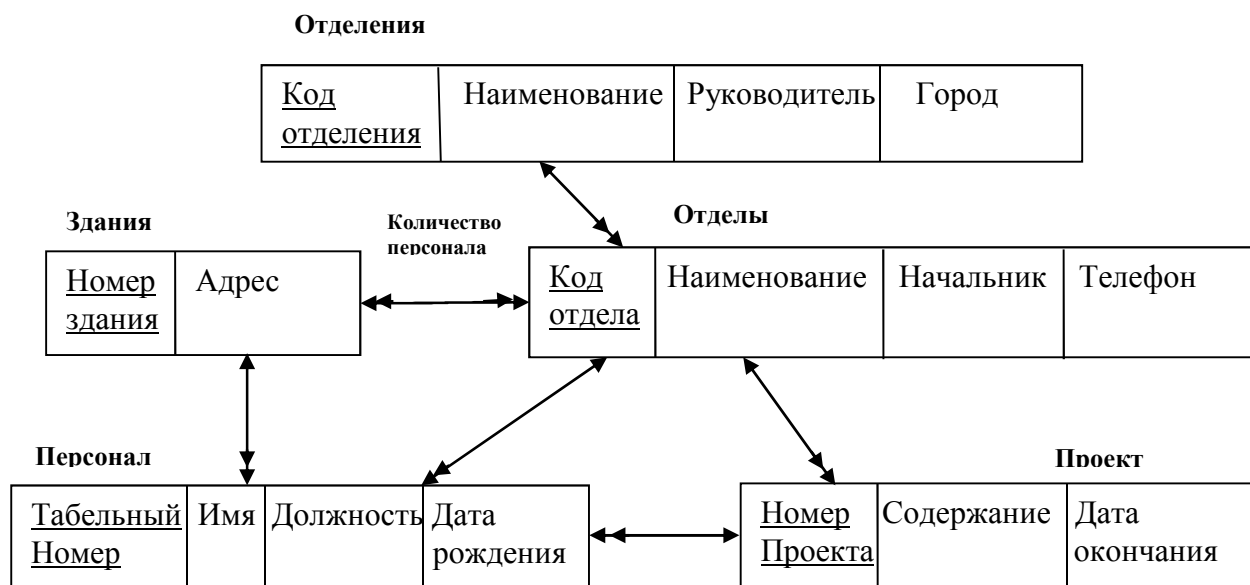 Отделения
Код
отделения
Наименование
Руководитель
Город
Здания
Количество
персонала
Отделы
Номер
здания
Адрес
Код
отдела
Наименование
Начальник
Телефон
Персонал
Проект
Табельный
Номер
Имя
Должность
Дата
рождения
Номер
Проекта
Содержание
Дата
окончания